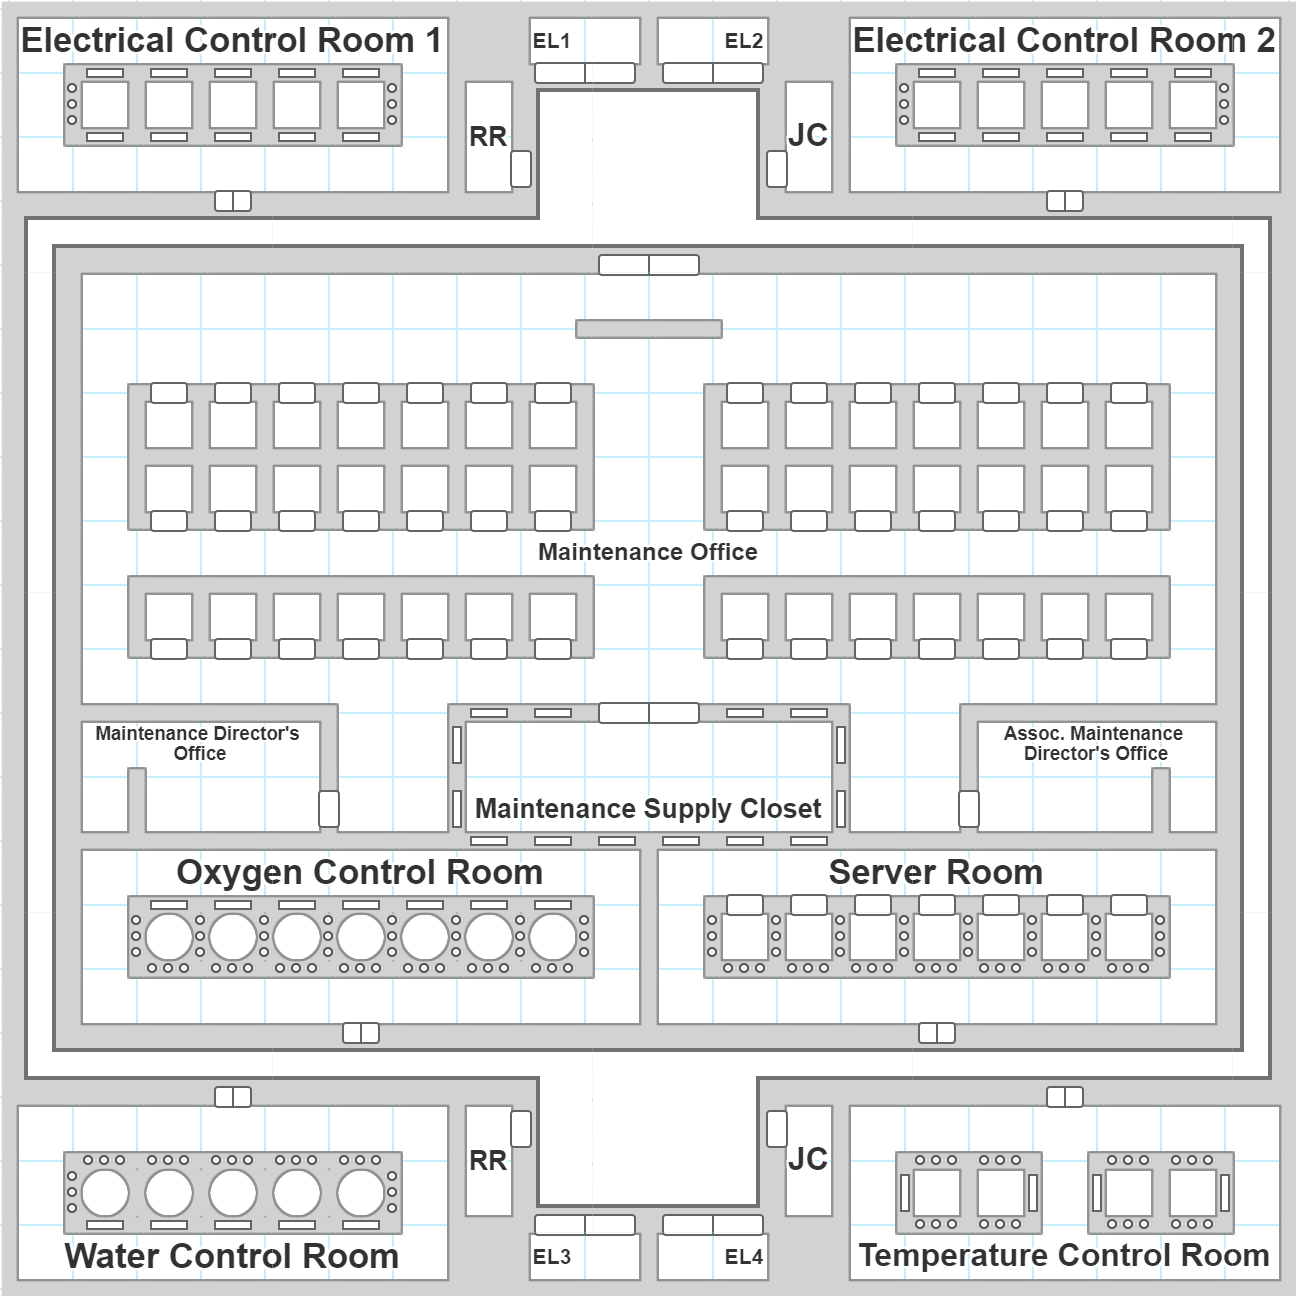 Electrical Control Room 1
EL1
EL2
Electrical Control Room 2
RR
JC
Maintenance Office
Maintenance Director's
Office
Assoc. Maintenance
Director's Office
Maintenance Supply Closet
Oxygen Control Room
Server Room
RR
JC
Water Control Room
EL3
EL4
Temperature Control Room